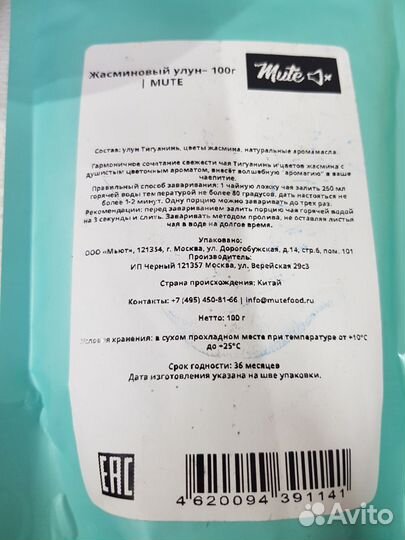 Жасминовый улун– 100г
| MUTE
Mute
Состав: улун Тигуанинь, цветы жасмина, натуральные аромамасла.
Гармоничное сочетание свежести чая Тигуанинь и цветов жасмина с
душистым цветочным ароматом, внесёт волшебную "аромагию" в ваше
чаепитие.
Правильный способ заваривания: 1 чайную ложку чая залить 250 мл
горячей воды температурой не более 80 градусов, дать настояться не
более 1-2 минут. Одну порцию можно заваривать до трех раз.
Рекомендации: перед завариванием залить порцию чая горячей водой
на 3 секунды и слить. Заваривать методом пролива, не оставляя листья
чая в воде на долгое время.
Упаковано:
ООО «Мьют», 121354, г. Москва, ул. Дорогобужская, д.14, стр.6, пом. 101
Производитель:
ИП Черный 121357 Москва, ул. Верейская 29с3
Страна происхождения: Китай
Контакты: +7 (495) 450-81-66 | info@mutefood.ru
Нетто: 100 г
Условия хранения: в сухом прохладном месте при температуре от +10°C
до +25°C
Срок годности: 36 месяцев
Дата изготовления указана на шве упаковки.
EAC
4 620094 391141 >
Avito